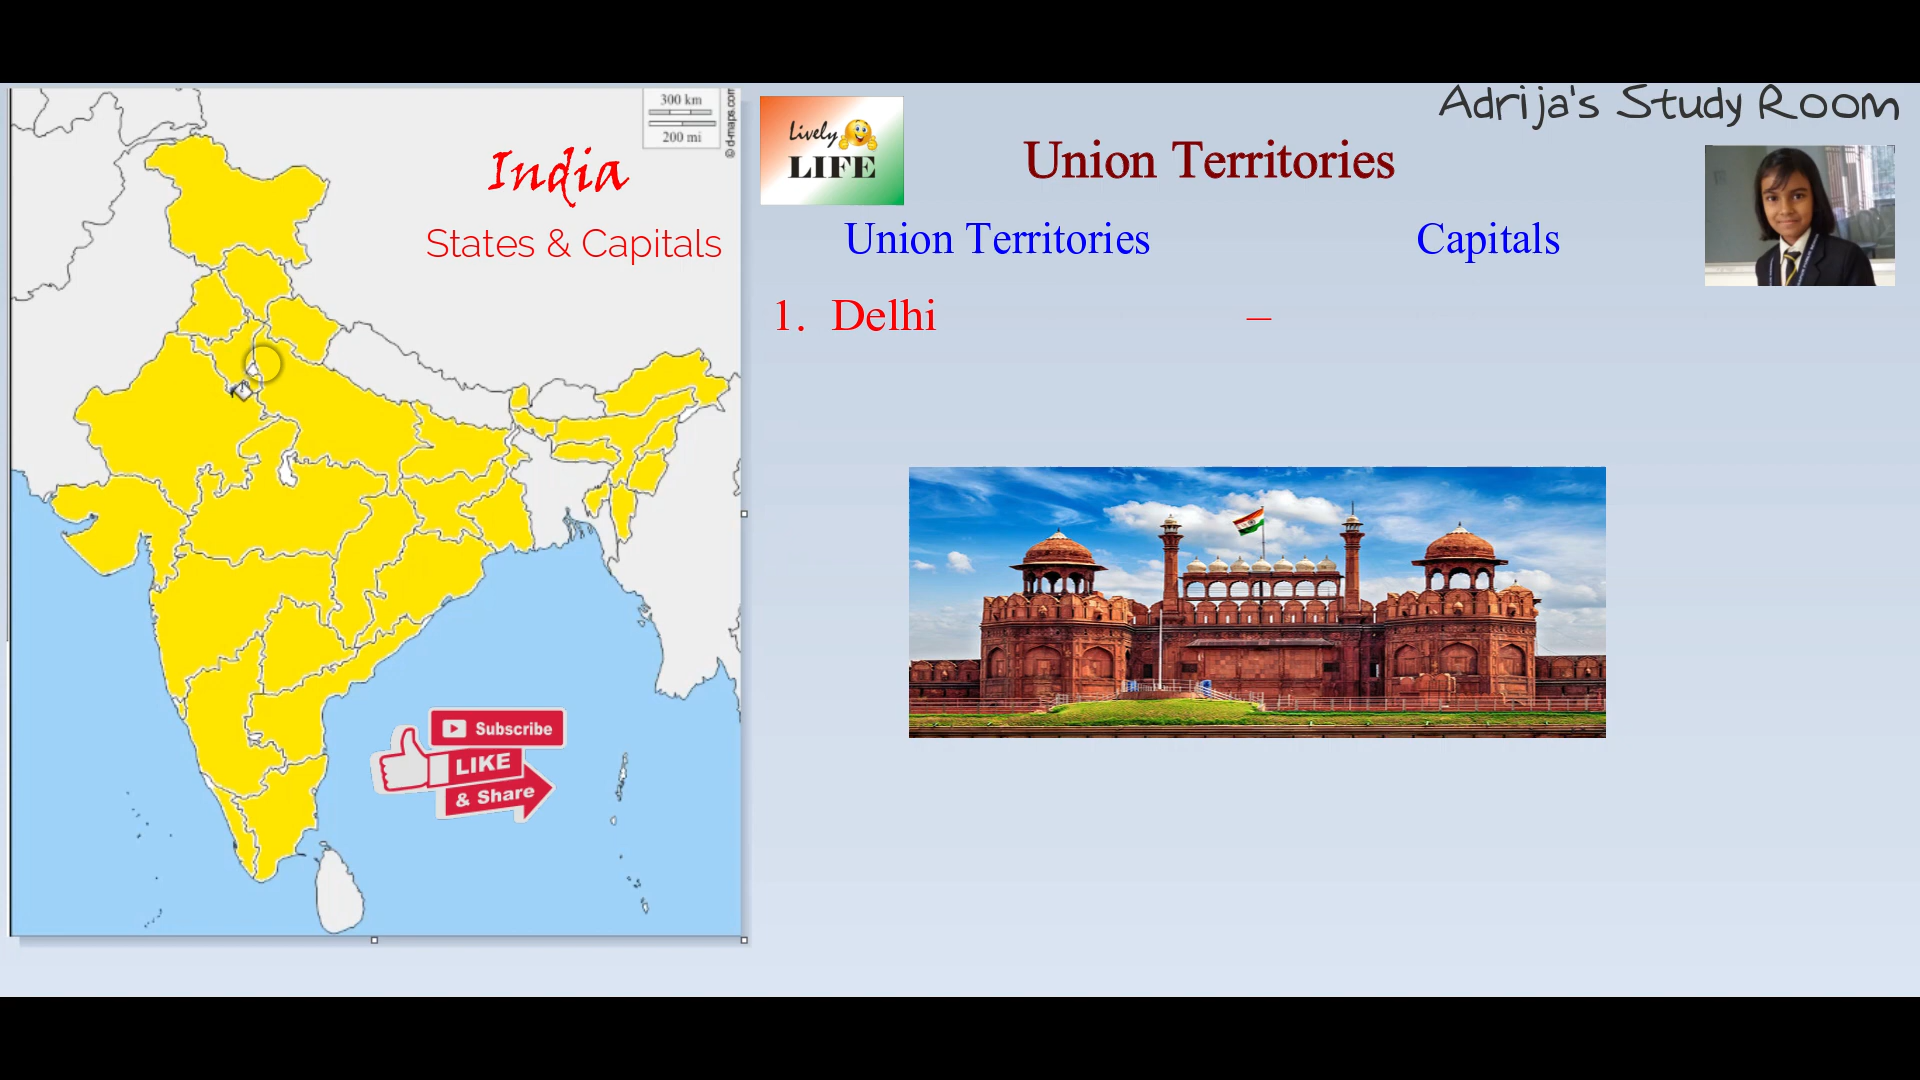 300 km
200 mi
© d-maps.com
India
States & Capitals
Subscribe
LIKE
& Share
Lively
LIFE
Adrija's Study Room
Union Territories
Union Territories Capitals
1. Delhi –